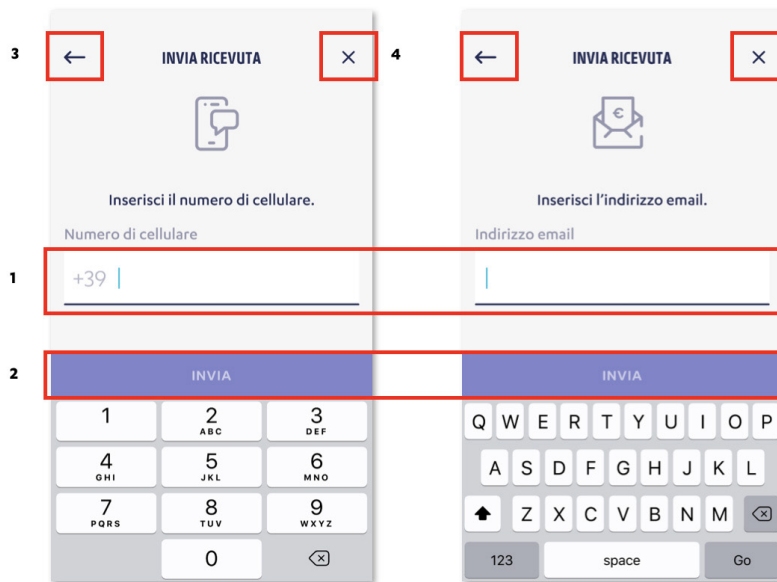 3
INVIA RICEVUTA
4
INVIA RICEVUTA
€
Inserisci il numero di cellulare.
Inserisci l'indirizzo email.
Numero di cellulare
Indirizzo email
1
+39
2
INVIA
INVIA
1
2
ABC
3
DEF
4
GHI
5
JKL
6
MNO
7
PQRS
8
TUV
9
WXYZ
0
Q W E R T Y U I O P
A S D F G H J K L
Z X C V B N M
123 space Go